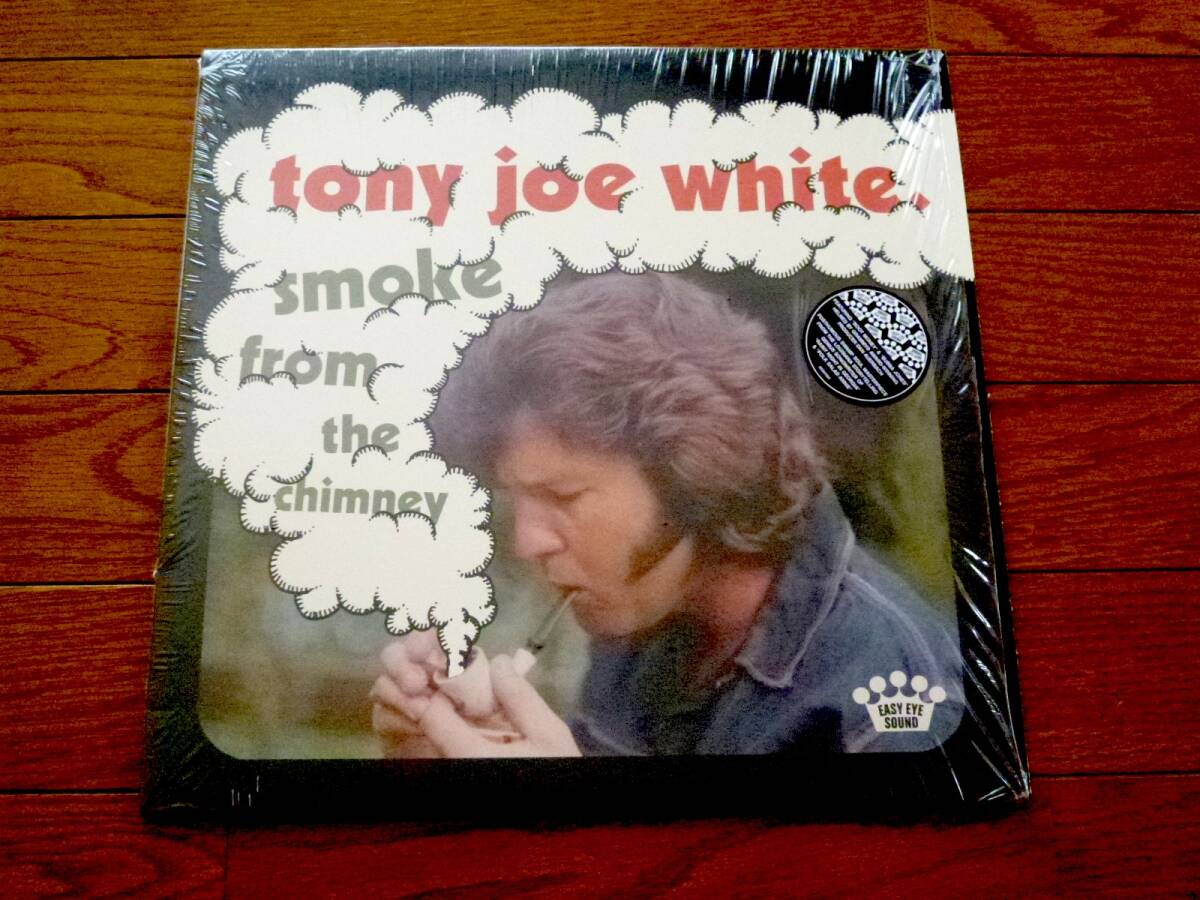 tony joe white.
smoke
from
the
chimney
EASY EYE
SOUND